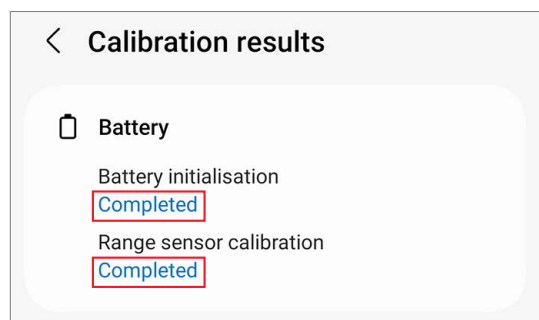 Calibration results
Battery
Battery initialisation
Completed
Range sensor calibration
Completed